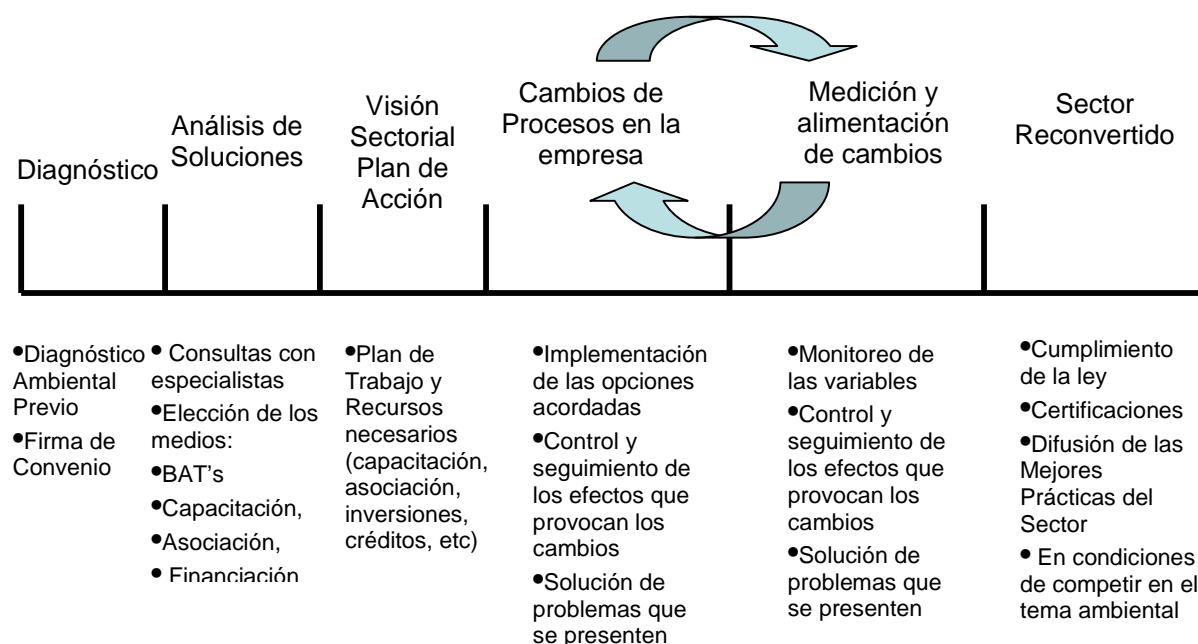 Diagnóstico
Análisis de
Soluciones
Visión
Sectorial
Plan de
Acción
Cambios de
Procesos en la
empresa
Medición y
alimentación
de cambios
Sector
Reconvertido
•Diagnóstico
Ambiental
Previo
•Firma de
Convenio
• Consultas con
especialistas
•Elección de los
medios:
•BAT's
•Capacitación,
•Asociación,
• Financiación
•Plan de
Trabajo y
Recursos
necesarios
(capacitación,
asociación,
inversiones,
créditos, etc)
•Implementación
de las opciones
acordadas
•Control y
seguimiento de
los efectos que
provocan los
cambios
•Solución de
problemas que
se presenten
•Monitoreo de
las variables
•Control y
seguimiento de
los efectos que
provocan los
cambios
•Solución de
problemas que
se presenten
•Cumplimiento
de la ley
•Certificaciones
•Difusión de las
Mejores
Prácticas del
Sector
• En condiciones
de competir en el
tema ambiental